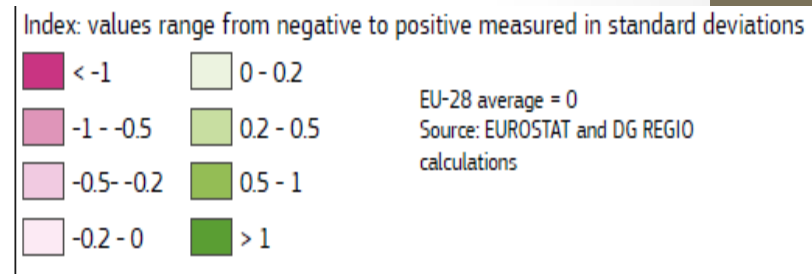 Index: values range from negative to positive measured in standard deviations
< -1
-1 - -0.5
-0.5- -0.2
-0.2 - 0
0 - 0.2
0.2 - 0.5
0.5 - 1
> 1
EU-28 average = 0
Source: EUROSTAT and DG REGIO
calculations